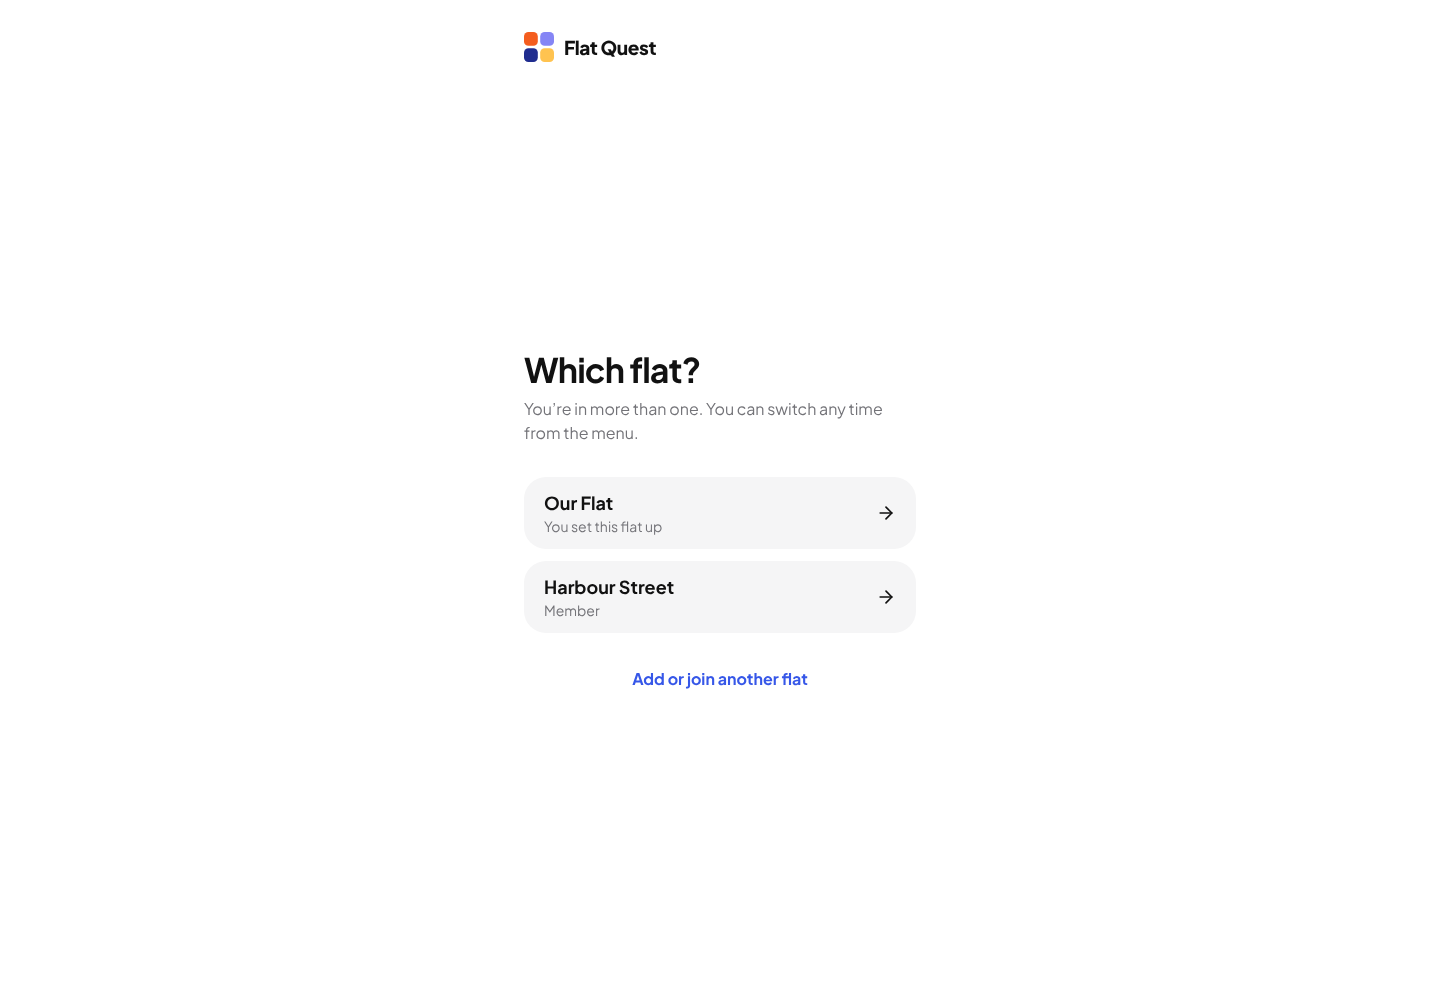 Flat Quest
Which flat?
You’re in more than one. You can switch any time
from the menu.
Our Flat
You set this flat up
Harbour Street
Member
Add or join another flat